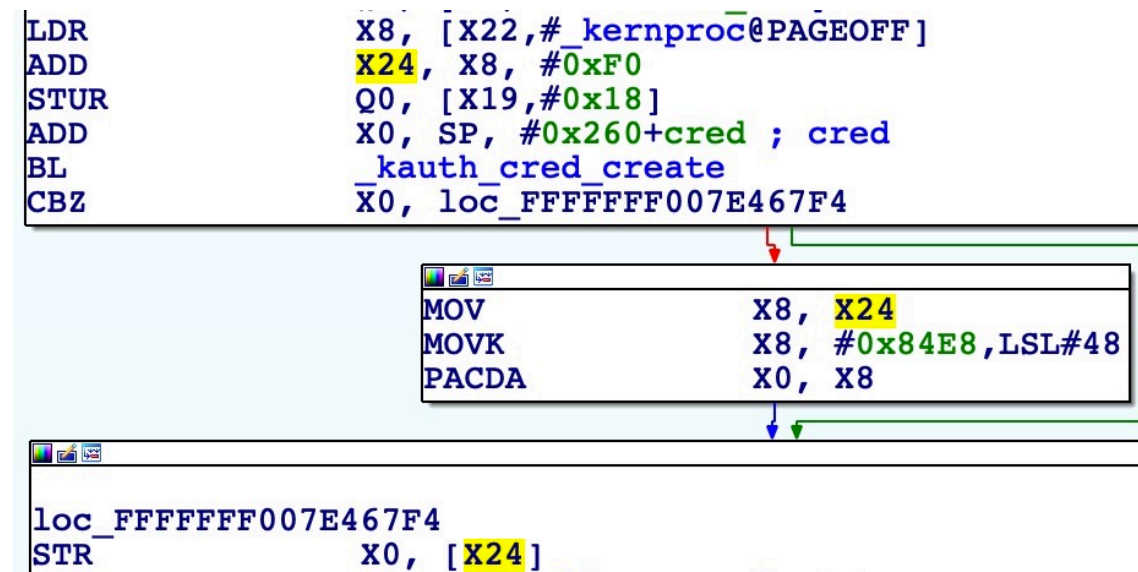 LDR X8, [X22,#_kernproc@PAGEOFF]
ADD X24, X8, #0xF0
STUR Q0, [X19,#0x18]
ADD X0, SP, #0x260+cred ; cred
BL _kauth_cred_create
CBZ X0, loc_FFFFFFF007E467F4
MOV X8, X24
MOVK X8, #0x84E8,LSL#48
PACDA X0, X8
loc_FFFFFFF007E467F4
STR X0, [X24]